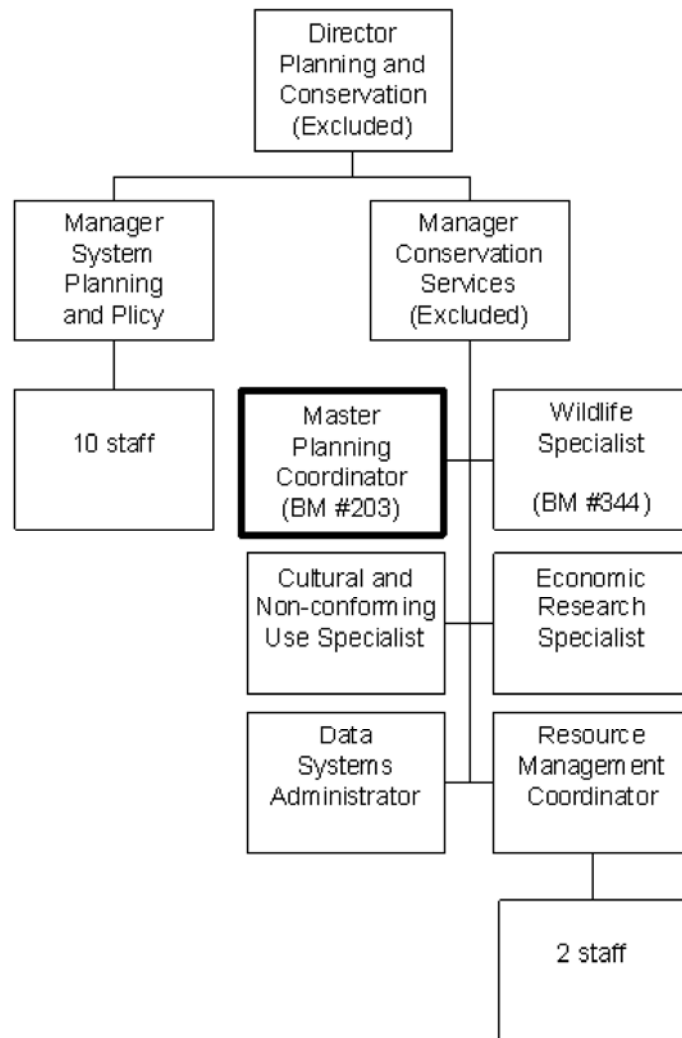 Director
Planning and
Conservation
(Excluded)
Manager
System
Planning
and Plicy
Manager
Conservation
Services
(Excluded)
10 staff
Master
Planning
Coordinator
(BM #203)
Wildlife
Specialist
(BM #344)
Cultural and
Non-conforming
Use Specialist
Economic
Research
Specialist
Data
Systems
Administrator
Resource
Management
Coordinator
2 staff